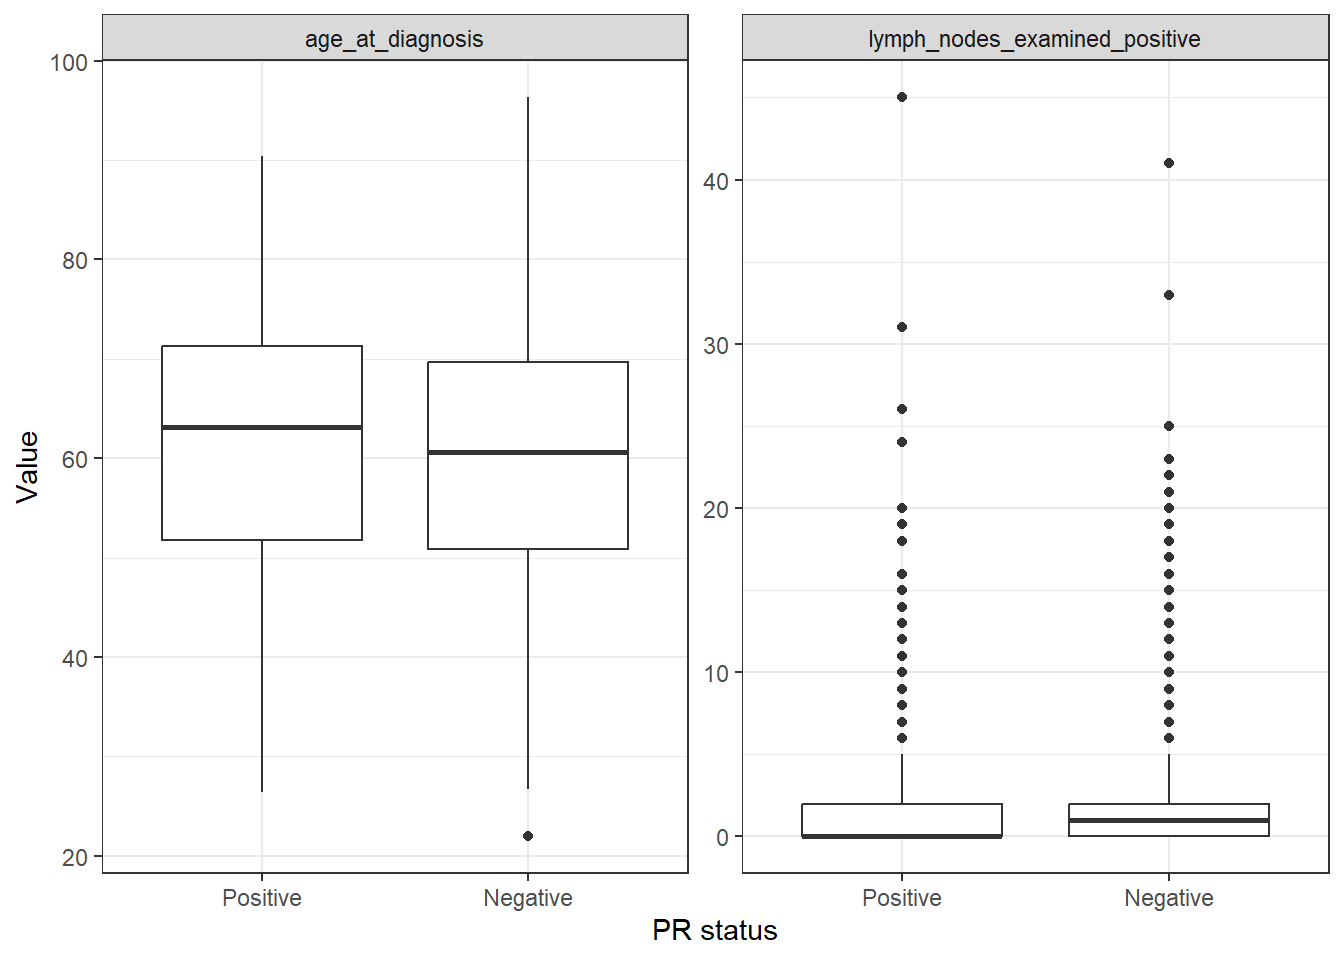 age_at_diagnosis
lymph_nodes_examined_positive
Value
100
80
60
40
20
40
30
20
10
0
Positive
Negative
Positive
Negative
PR status